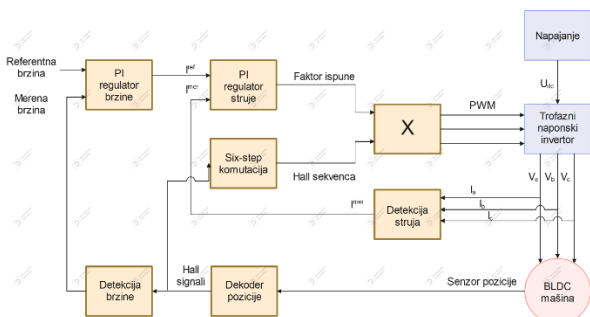 Napajanje
Referentna
brzina
PI
regulator
brzine
I^ref
PI
regulator
struje
Faktor ispune
U_dc
Merena
brzina
I^mer
X
PWM
Trofazni
naponski
invertor
Six-step
komutacija
Hall sekvenca
V_a
V_b
V_c
I^mer
Detekcija
struja
I_a
I_b
I_c
Detekcija
brzine
Hall
signali
Dekoder
pozicije
Senzor pozicije
BLDC
mašina